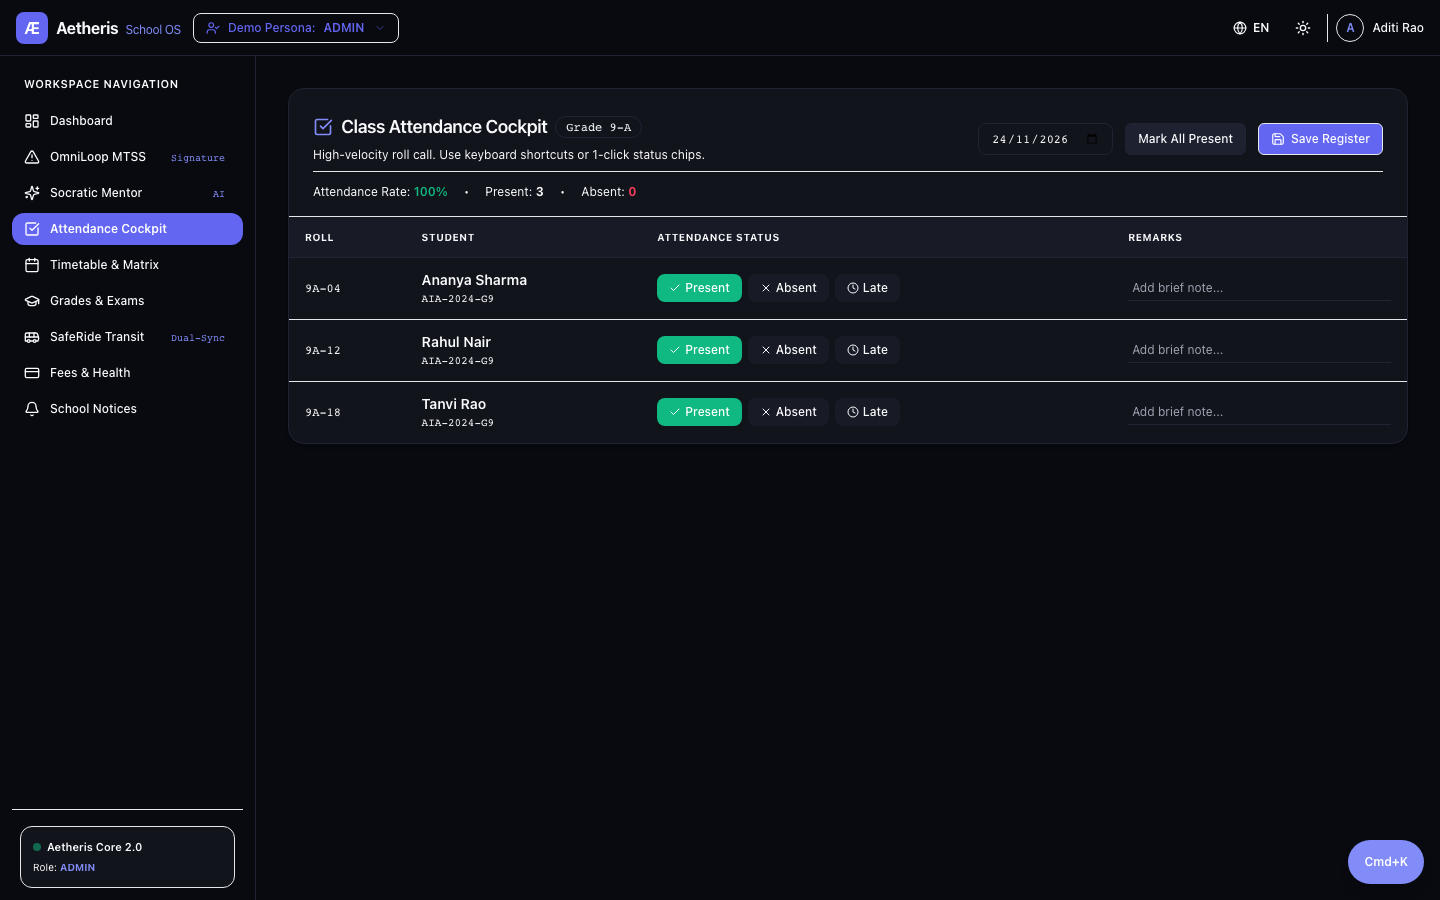 Æ Aetheris School OS Demo Persona: ADMIN EN A Aditi Rao
WORKSPACE NAVIGATION
Dashboard
OmniLoop MTSS Signature
Socratic Mentor AI
Attendance Cockpit
Timetable & Matrix
Grades & Exams
SafeRide Transit Dual-Sync
Fees & Health
School Notices
Aetheris Core 2.0
Role: ADMIN
Class Attendance Cockpit Grade 9-A
High-velocity roll call. Use keyboard shortcuts or 1-click status chips.
24/11/2026 Mark All Present Save Register
Attendance Rate: 100% • Present: 3 • Absent: 0
ROLL STUDENT ATTENDANCE STATUS REMARKS
9A-04 Ananya Sharma Present Absent Late Add brief note...
AIA-2024-G9
9A-12 Rahul Nair Present Absent Late Add brief note...
AIA-2024-G9
9A-18 Tanvi Rao Present Absent Late Add brief note...
AIA-2024-G9
Cmd+K